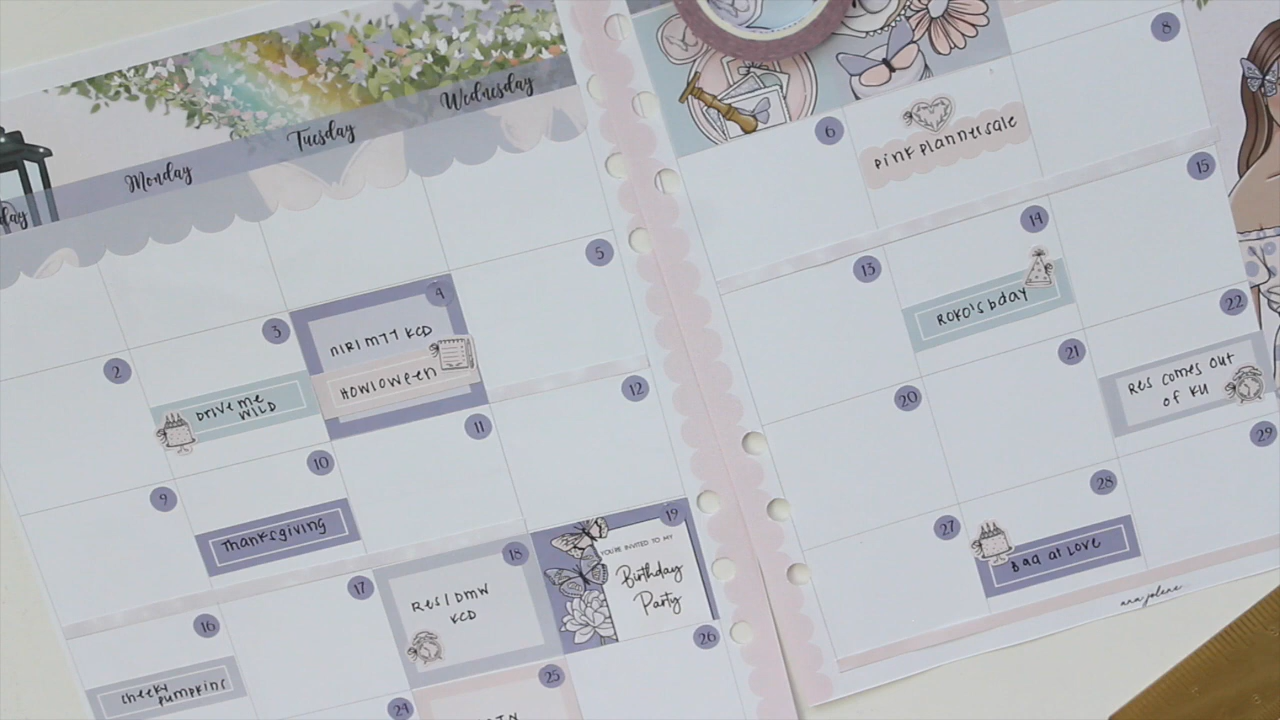 day
Monday
Tuesday
Wednesday
2
3
DRIVE ME
WILD
4
NIRIMTT KCD
HOWLOWEEN
5
9
10
Thanksgiving
11
12
16
cheeky
pumpkins
17
18
Res/DMW
KCD
19
YOU'RE INVITED TO MY
Birthday
Party
24
25
26
6
pink planner sale
8
13
14
ROKO's bday
15
20
21
22
Res comes out
of KU
27
28
Bad at Love
29